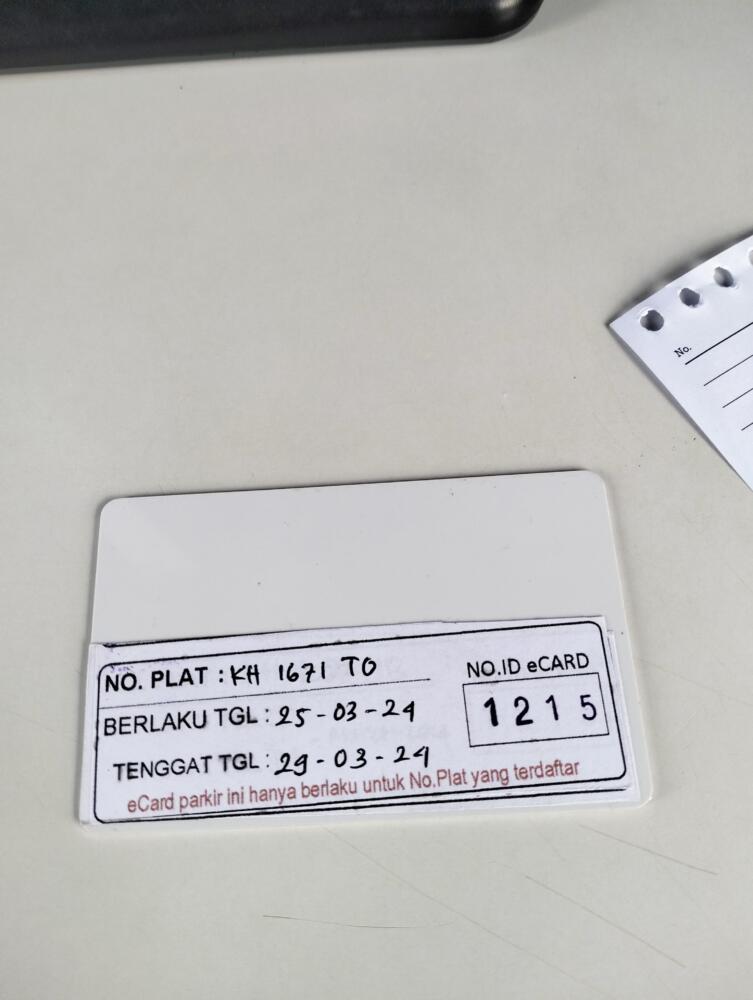 No.
NO. PLAT : KH 1671 TO
NO.ID eCARD
BERLAKU TGL : 25 - 03 - 24
1215
TENGGAT TGL : 29 - 03 - 24
eCard parkir ini hanya berlaku untuk No.Plat yang terdaftar